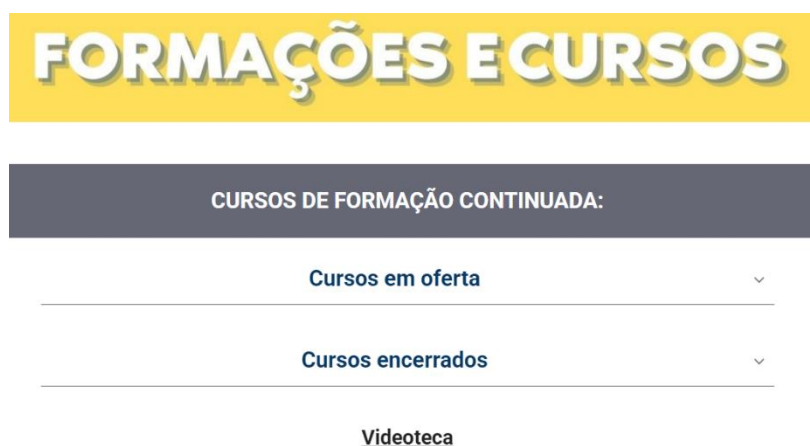 FORMAÇÕES E CURSOS
CURSOS DE FORMAÇÃO CONTINUADA:
Cursos em oferta
Cursos encerrados
Videoteca